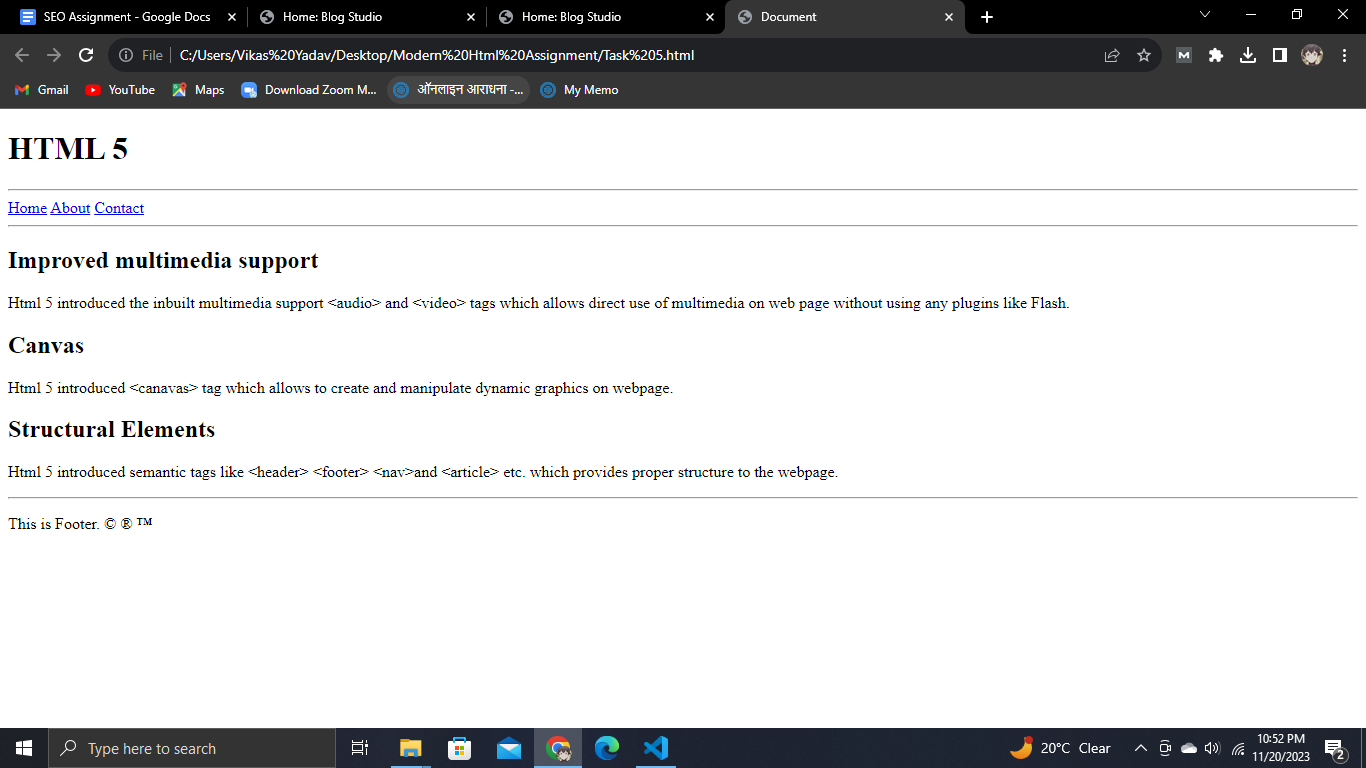 SEO Assignment - Google Docs
Home: Blog Studio
Home: Blog Studio
Document
File
C:/Users/Vikas%20Yadav/Desktop/Modern%20Html%20Assignment/Task%205.html
M
Gmail
YouTube
Maps
Download Zoom M...
ऑनलाइन आराधना -...
My Memo
HTML 5
Home About Contact
Improved multimedia support
Html 5 introduced the inbuilt multimedia support <audio> and <video> tags which allows direct use of multimedia on web page without using any plugins like Flash.
Canvas
Html 5 introduced <canavas> tag which allows to create and manipulate dynamic graphics on webpage.
Structural Elements
Html 5 introduced semantic tags like <header> <footer> <nav>and <article> etc. which provides proper structure to the webpage.
This is Footer. © ® ™
Type here to search
20°C Clear
10:52 PM
11/20/2023
2